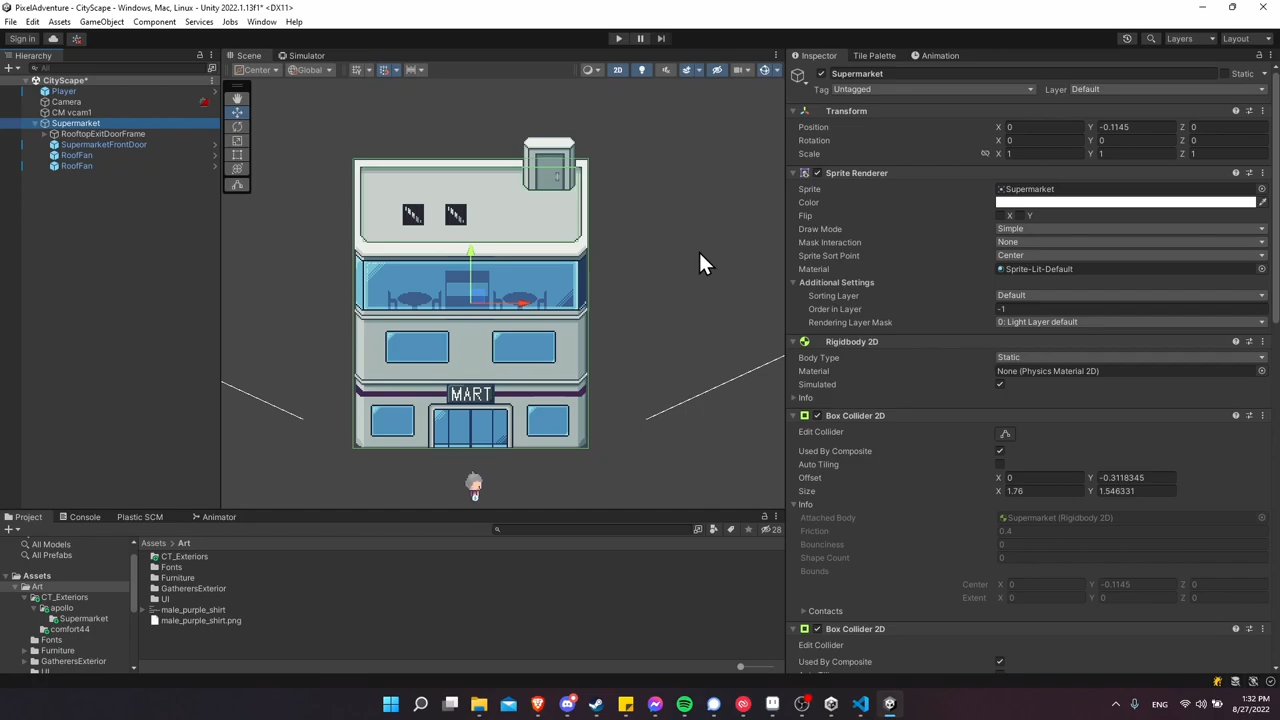 PixelAdventure - CityScape - Windows, Mac, Linux - Unity 2022.1.13f1* <DX11>
File Edit Assets GameObject Component Services Jobs Window Help
Sign in
Layers Layout
Hierarchy
Scene Simulator
Inspector Tile Palette Animation
All
Center Global
2D
CityScape*
Player
Camera
CM vcam1
Supermarket
RooftopExitDoorFrame
SupermarketFrontDoor
RoofFan
RoofFan
MART
Supermarket Static
Tag Untagged Layer Default
Transform
Position X 0 Y -0.1145 Z 0
Rotation X 0 Y 0 Z 0
Scale X 1 Y 1 Z 1
Sprite Renderer
Sprite Supermarket
Color
Flip X Y
Draw Mode Simple
Mask Interaction None
Sprite Sort Point Center
Material Sprite-Lit-Default
Additional Settings
Sorting Layer Default
Order in Layer -1
Rendering Layer Mask 0: Light Layer default
Rigidbody 2D
Body Type Static
Material None (Physics Material 2D)
Simulated
Info
Box Collider 2D
Edit Collider
Used By Composite
Auto Tiling
Offset X 0 Y -0.3118345
Size X 1.76 Y 1.546331
Info
Attached Body Supermarket (Rigidbody 2D)
Friction 0.4
Bounciness 0
Shape Count 0
Bounds
Center X 0 Y -0.1145 Z 0
Extent X 0 Y 0 Z 0
Contacts
Box Collider 2D
Edit Collider
Used By Composite
Project Console Plastic SCM Animator
28
All Models
All Prefabs
Assets
Art
CT_Exteriors
apollo
Supermarket
comfort44
Fonts
Furniture
GatherersExterior
UI
Assets > Art
CT_Exteriors
Fonts
Furniture
GatherersExterior
UI
male_purple_shirt
male_purple_shirt.png
ENG
1:32 PM
8/27/2022